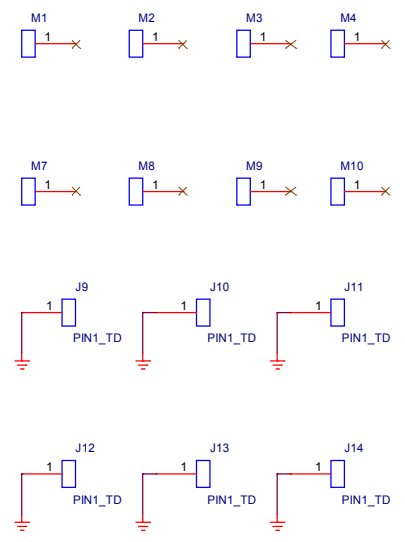 M1 M2 M3 M4
1 1 1 1
M7 M8 M9 M10
1 1 1 1
J9 J10 J11
1 1 1
PIN1_TD PIN1_TD PIN1_TD
J12 J13 J14
1 1 1
PIN1_TD PIN1_TD PIN1_TD